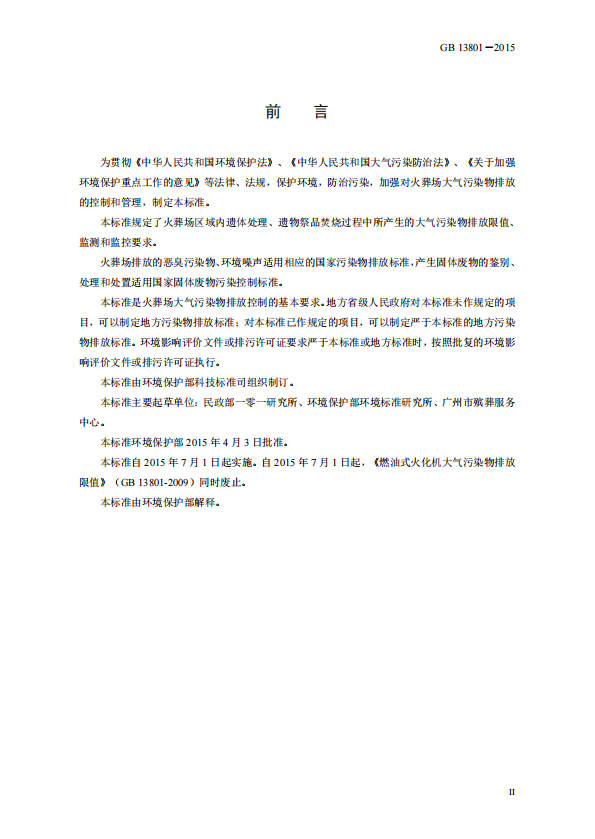 GB 13801－2015
前 言
为贯彻《中华人民共和国环境保护法》、《中华人民共和国大气污染防治法》、《关于加强
环境保护重点工作的意见》等法律、法规，保护环境，防治污染，加强对火葬场大气污染物排放
的控制和管理，制定本标准。
本标准规定了火葬场区域内遗体处理、遗物祭品焚烧过程中所产生的大气污染物排放限值、
监测和监控要求。
火葬场排放的恶臭污染物、环境噪声适用相应的国家污染物排放标准，产生固体废物的鉴别、
处理和处置适用国家固体废物污染控制标准。
本标准是火葬场大气污染物排放控制的基本要求。地方省级人民政府对本标准未作规定的项
目，可以制定地方污染物排放标准；对本标准已作规定的项目，可以制定严于本标准的地方污染
物排放标准。环境影响评价文件或排污许可证要求严于本标准或地方标准时，按照批复的环境影
响评价文件或排污许可证执行。
本标准由环境保护部科技标准司组织制订。
本标准主要起草单位：民政部一零一研究所、环境保护部环境标准研究所、广州市殡葬服务
中心。
本标准环境保护部 2015 年 4 月 3 日批准。
本标准自 2015 年 7 月 1 日起实施。自 2015 年 7 月 1 日起，《燃油式火化机大气污染物排放
限值》（GB 13801-2009）同时废止。
本标准由环境保护部解释。
II